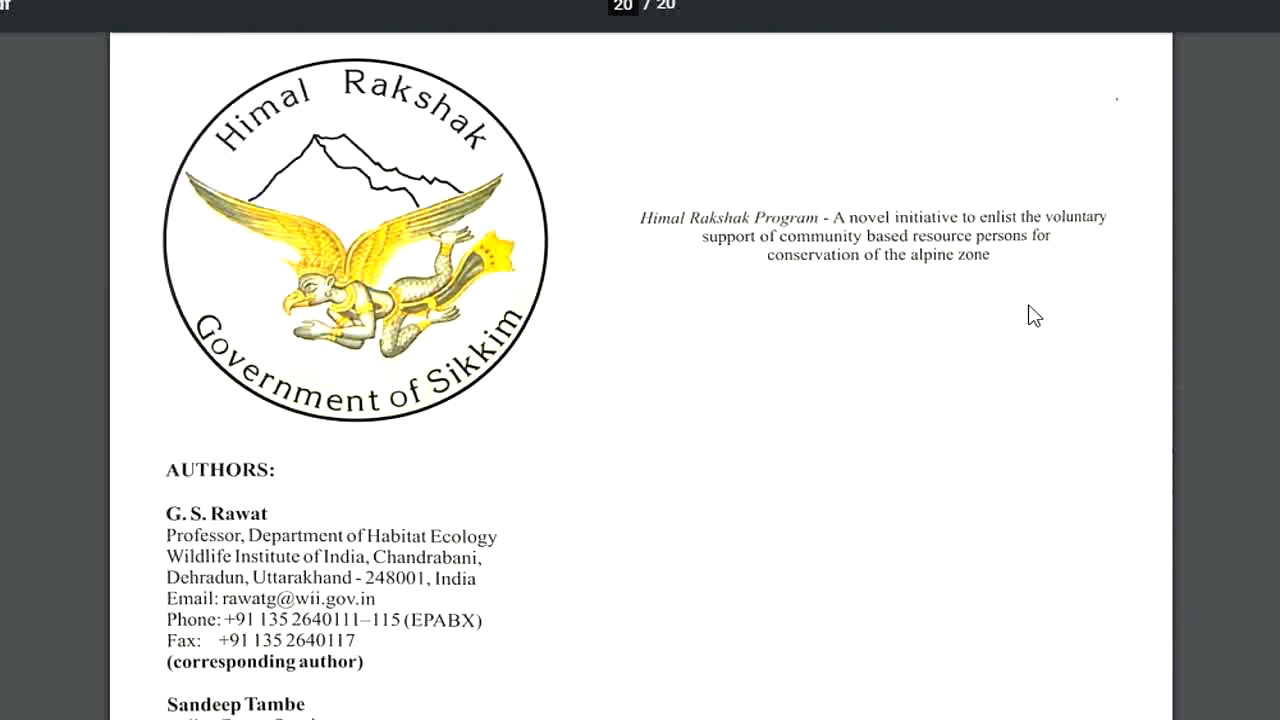 20 / 20
Himal Rakshak
Government of Sikkim
Himal Rakshak Program - A novel initiative to enlist the voluntary
support of community based resource persons for
conservation of the alpine zone
AUTHORS:
G. S. Rawat
Professor, Department of Habitat Ecology
Wildlife Institute of India, Chandrabani,
Dehradun, Uttarakhand - 248001, India
Email: rawatg@wii.gov.in
Phone: +91 135 2640111–115 (EPABX)
Fax: +91 135 2640117
(corresponding author)
Sandeep Tambe